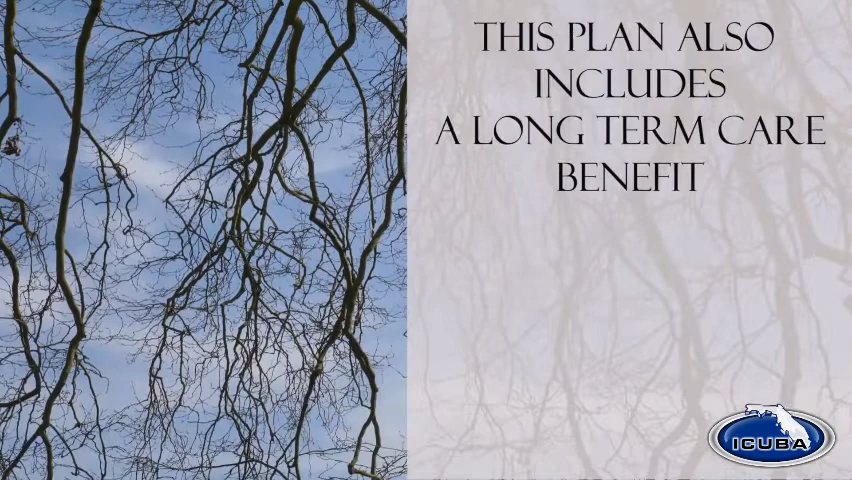 THIS PLAN ALSO
INCLUDES
A LONG TERM CARE
BENEFIT
ICUBA